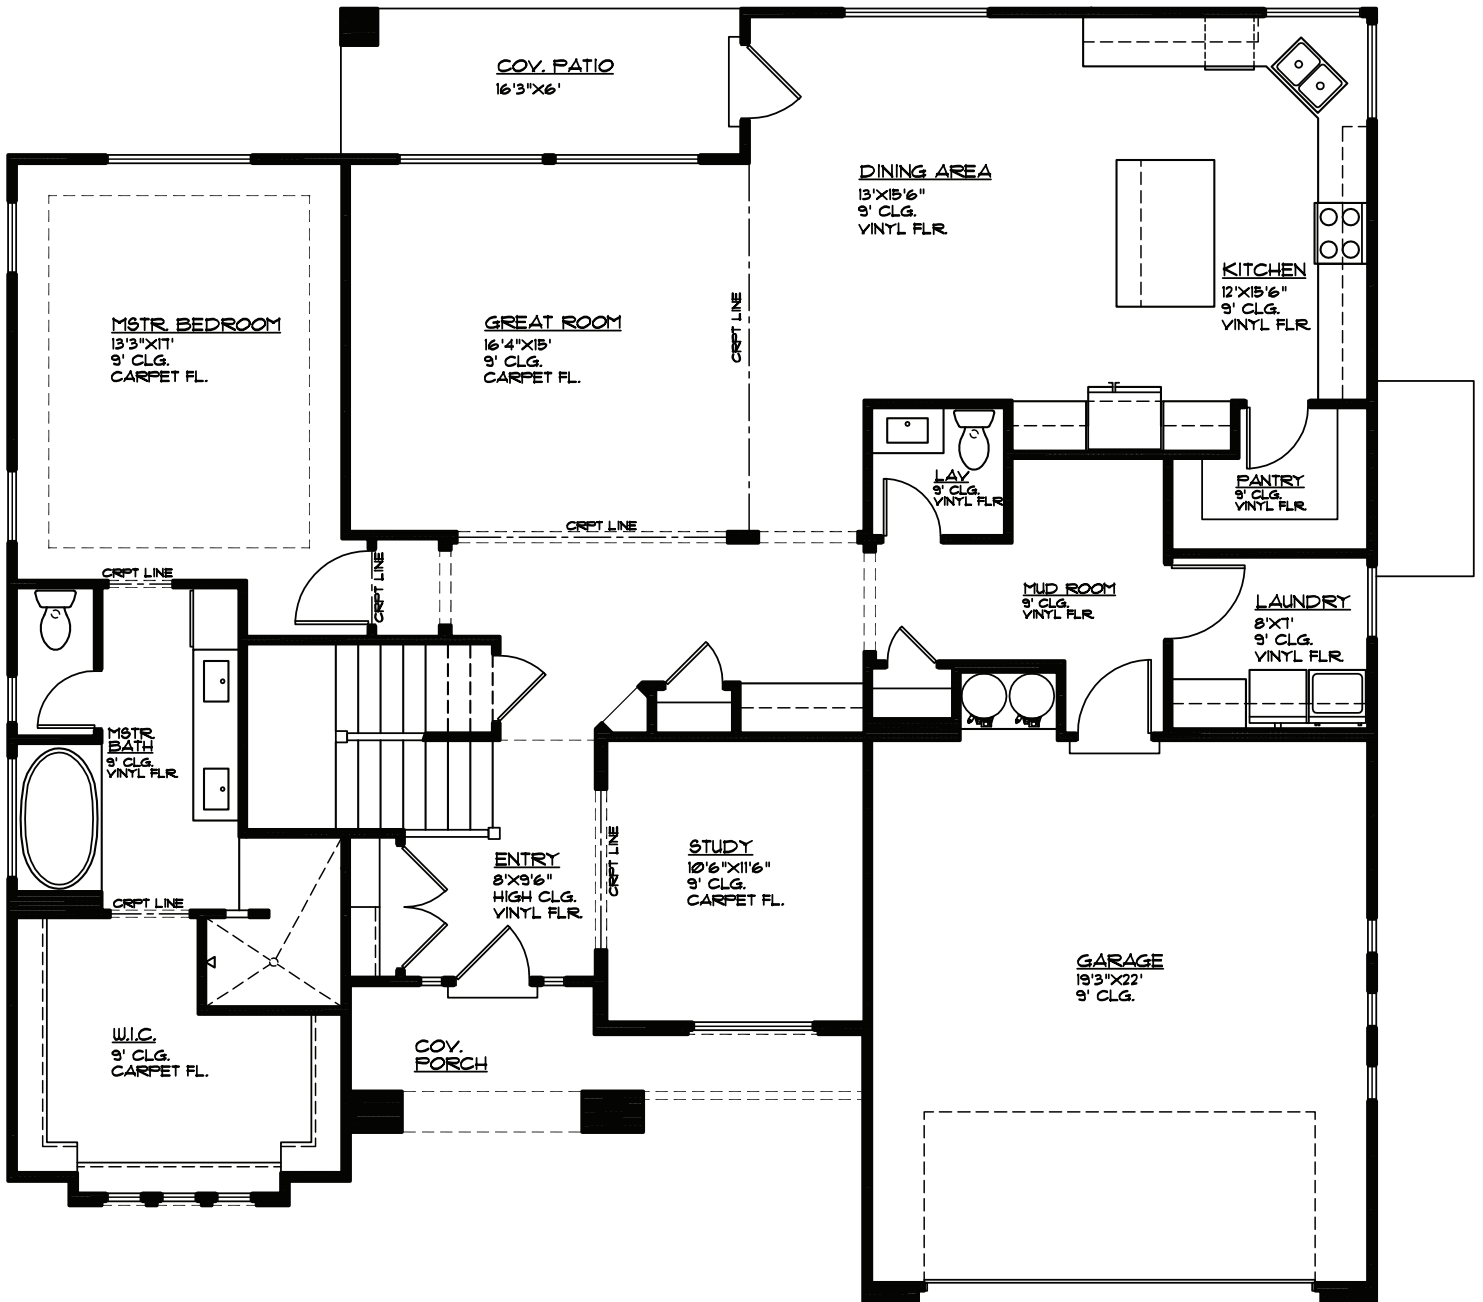 COV. PATIO
16'3"X6'
DINING AREA
13'X15'6"
9' CLG.
VINYL FLR.
KITCHEN
12'X15'6"
9' CLG.
VINYL FLR.
MSTR. BEDROOM
13'3"X17'
9' CLG.
CARPET FL.
GREAT ROOM
16'4"X15'
9' CLG.
CARPET FL.
CRPT LINE
CRPT LINE
LAV
9' CLG.
VINYL FLR.
PANTRY
9' CLG.
VINYL FLR.
CRPT LINE
CRPT LINE
MUD ROOM
9' CLG.
VINYL FLR.
LAUNDRY
8'X7'
9' CLG.
VINYL FLR.
MSTR.
BATH
9' CLG.
VINYL FLR.
ENTRY
8'X9'6"
HIGH CLG.
VINYL FLR.
CRPT LINE
STUDY
10'6"X11'6"
9' CLG.
CARPET FL.
CRPT LINE
GARAGE
19'3"X22'
9' CLG.
W.I.C.
9' CLG.
CARPET FL.
COV.
PORCH